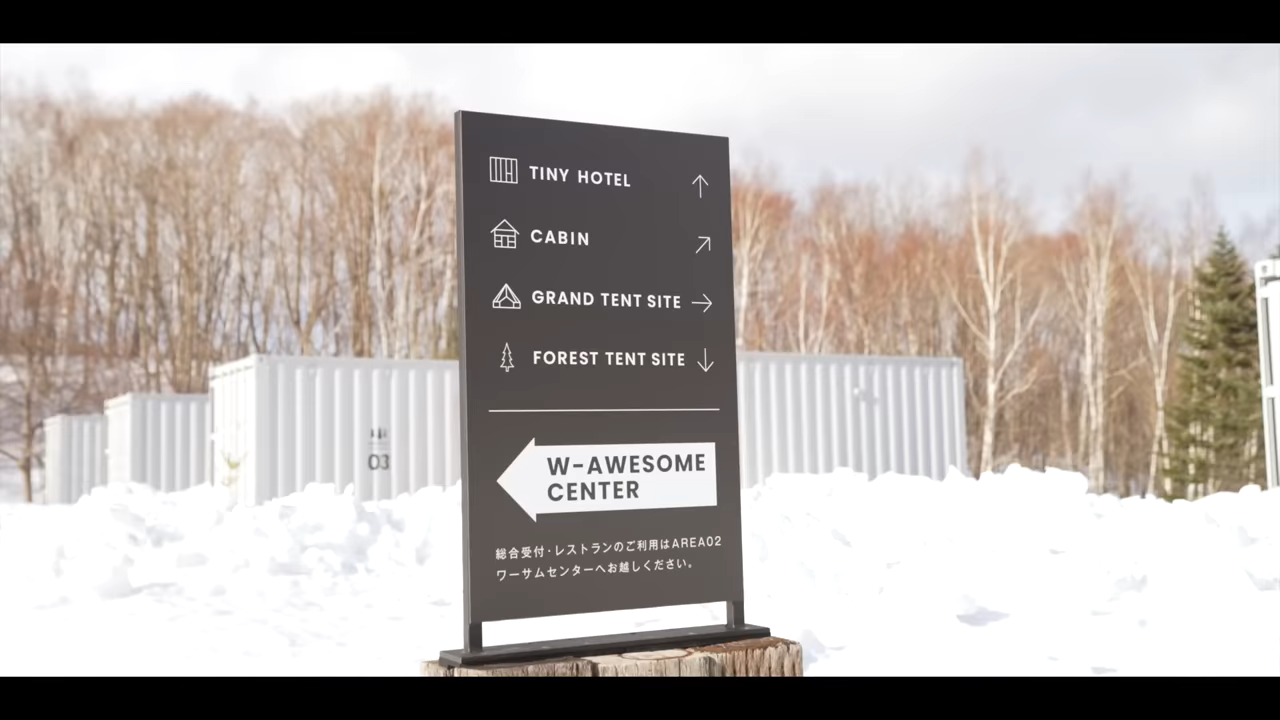 TINY HOTEL
CABIN
GRAND TENT SITE
FOREST TENT SITE
W-AWESOME
CENTER
総合受付・レストランのご利用はAREA02
ワーサムセンターへお越しください。
03